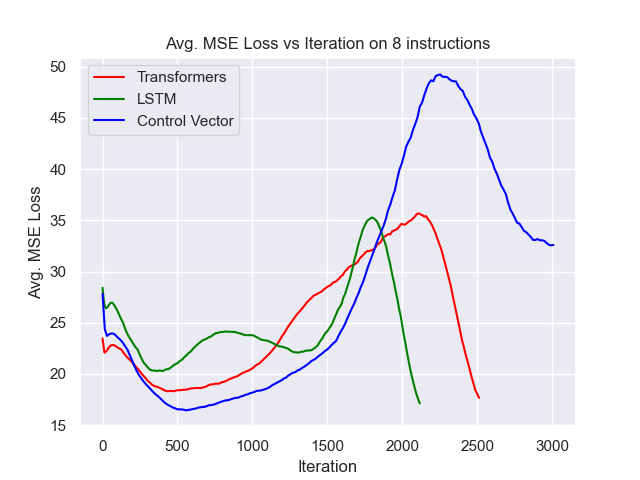 Avg. MSE Loss vs Iteration on 8 instructions
Transformers
LSTM
Control Vector
Avg. MSE Loss
50
45
40
35
30
25
20
15
0 500 1000 1500 2000 2500 3000
Iteration